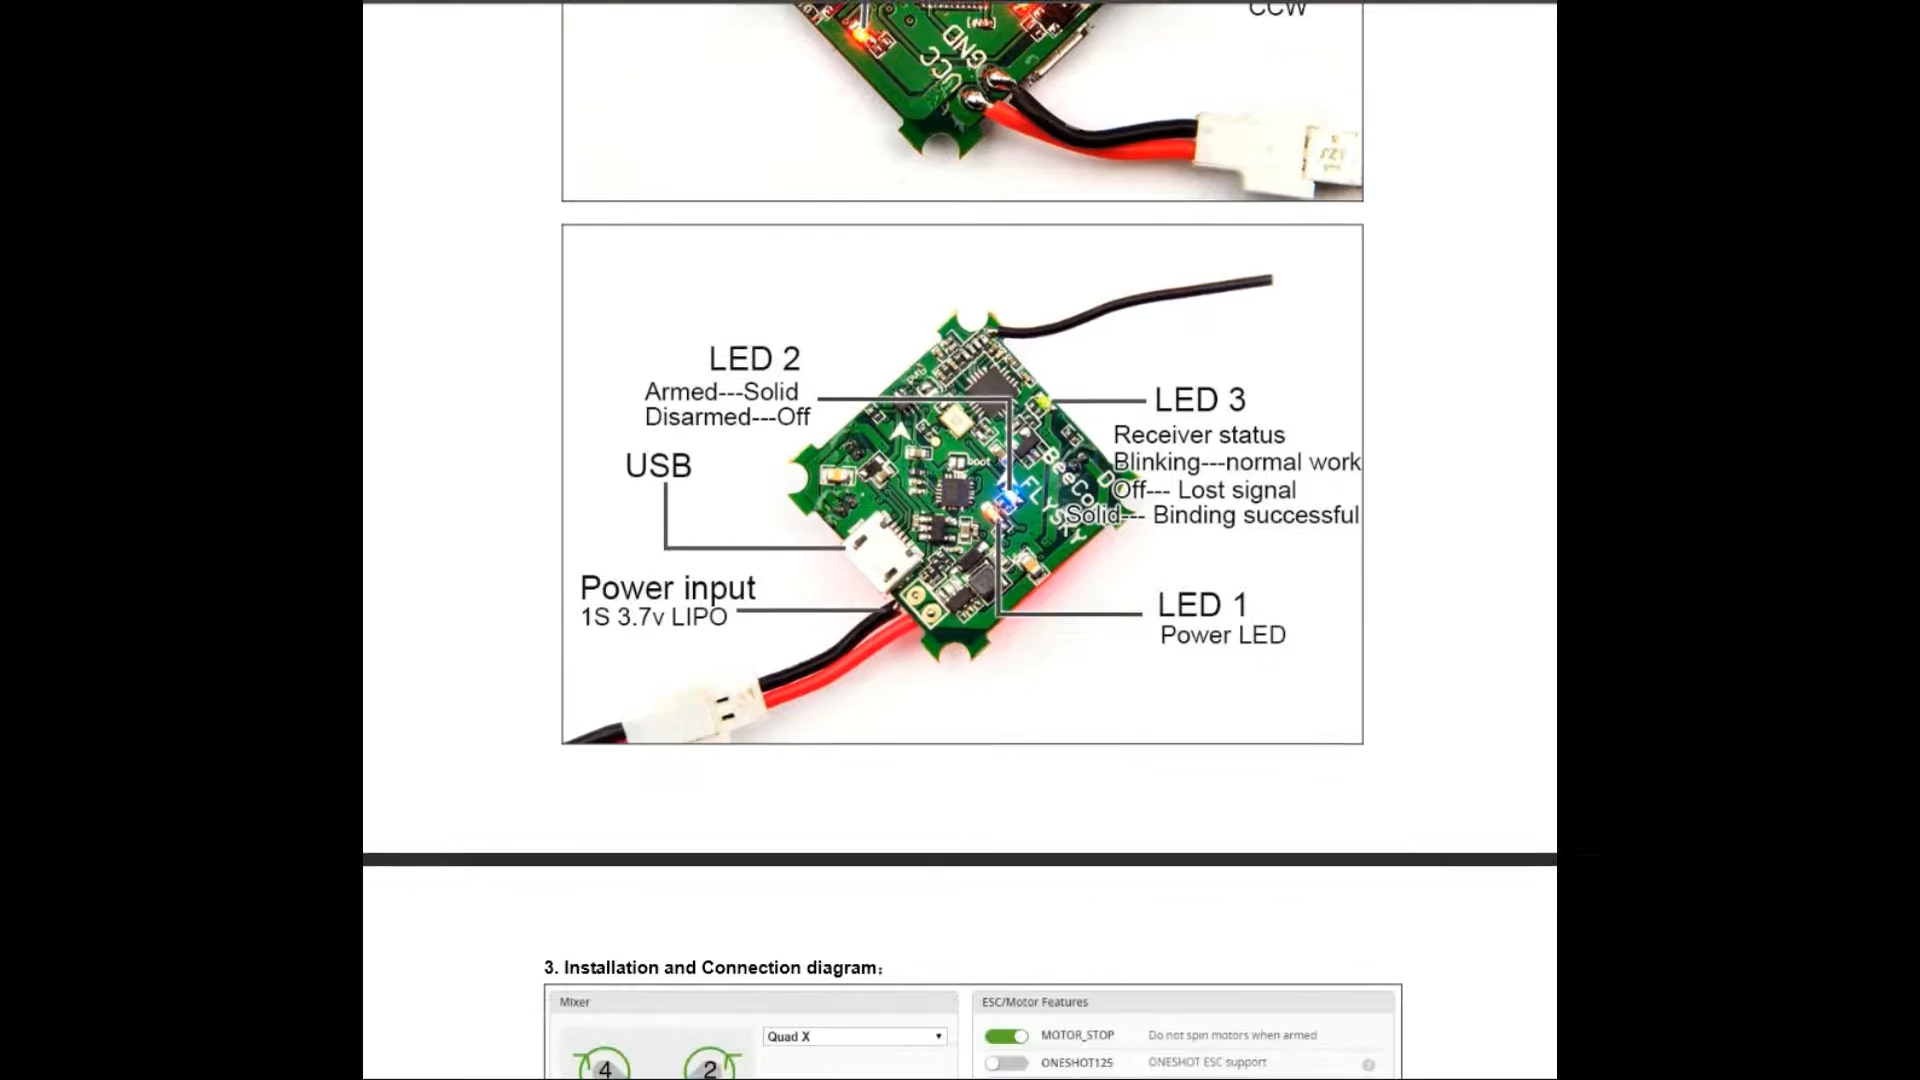 CCW
GND
VCC
LED 2
Armed---Solid
Disarmed---Off
USB
Power input
1S 3.7v LIPO
LED 3
Receiver status
Blinking---normal work
Off--- Lost signal
Solid--- Binding successful
LED 1
Power LED
boot
FLYSKY
3. Installation and Connection diagram:
Mixer
Quad X
4
2
ESC/Motor Features
MOTOR_STOP Do not spin motors when armed
ONESHOT125 ONESHOT ESC support